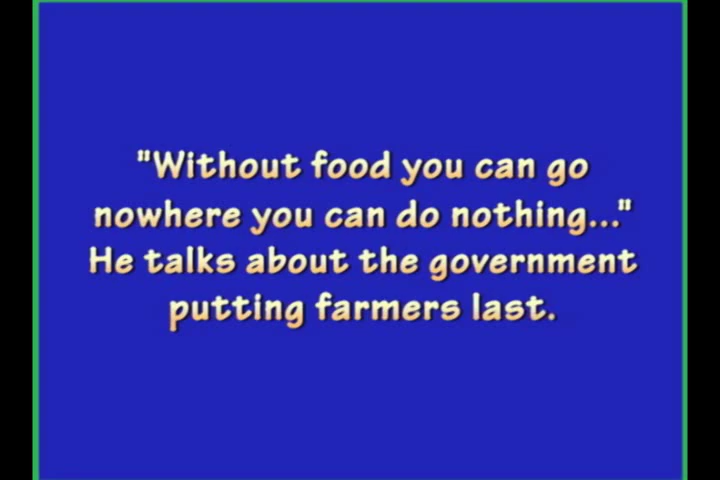 "Without food you can go
nowhere you can do nothing..."
He talks about the government
putting farmers last.